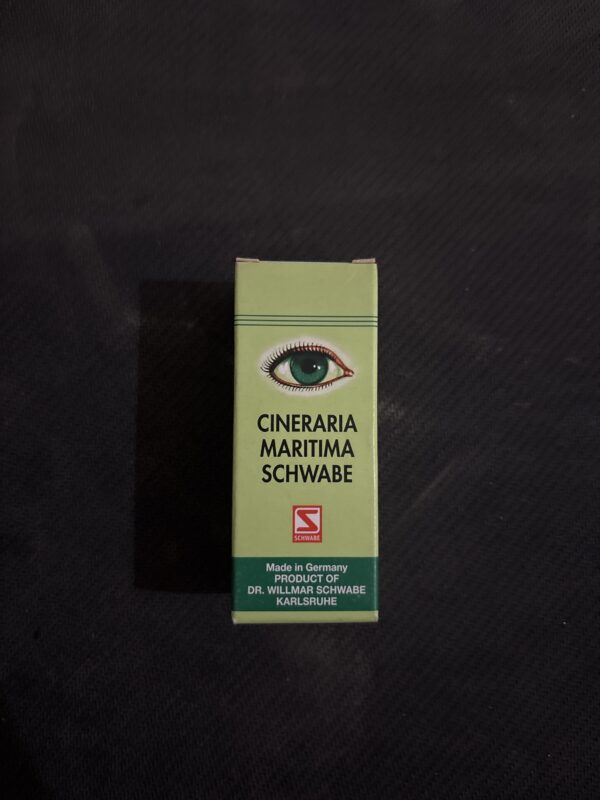 CINERARIA
MARITIMA
SCHWABE
SCHWABE
Made in Germany
PRODUCT OF
DR. WILLMAR SCHWABE
KARLSRUHE